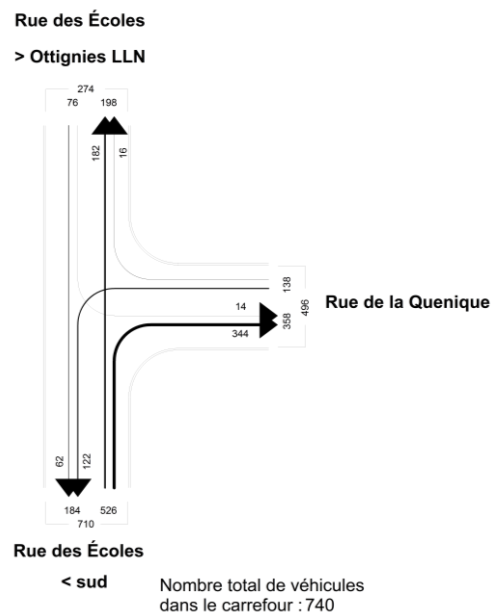 Rue des Écoles
> Ottignies LLN
274
76 198
182
16
138
14
496
Rue de la Quenique
358
344
62
122
184 526
710
Rue des Écoles
< sud
Nombre total de véhicules
dans le carrefour : 740